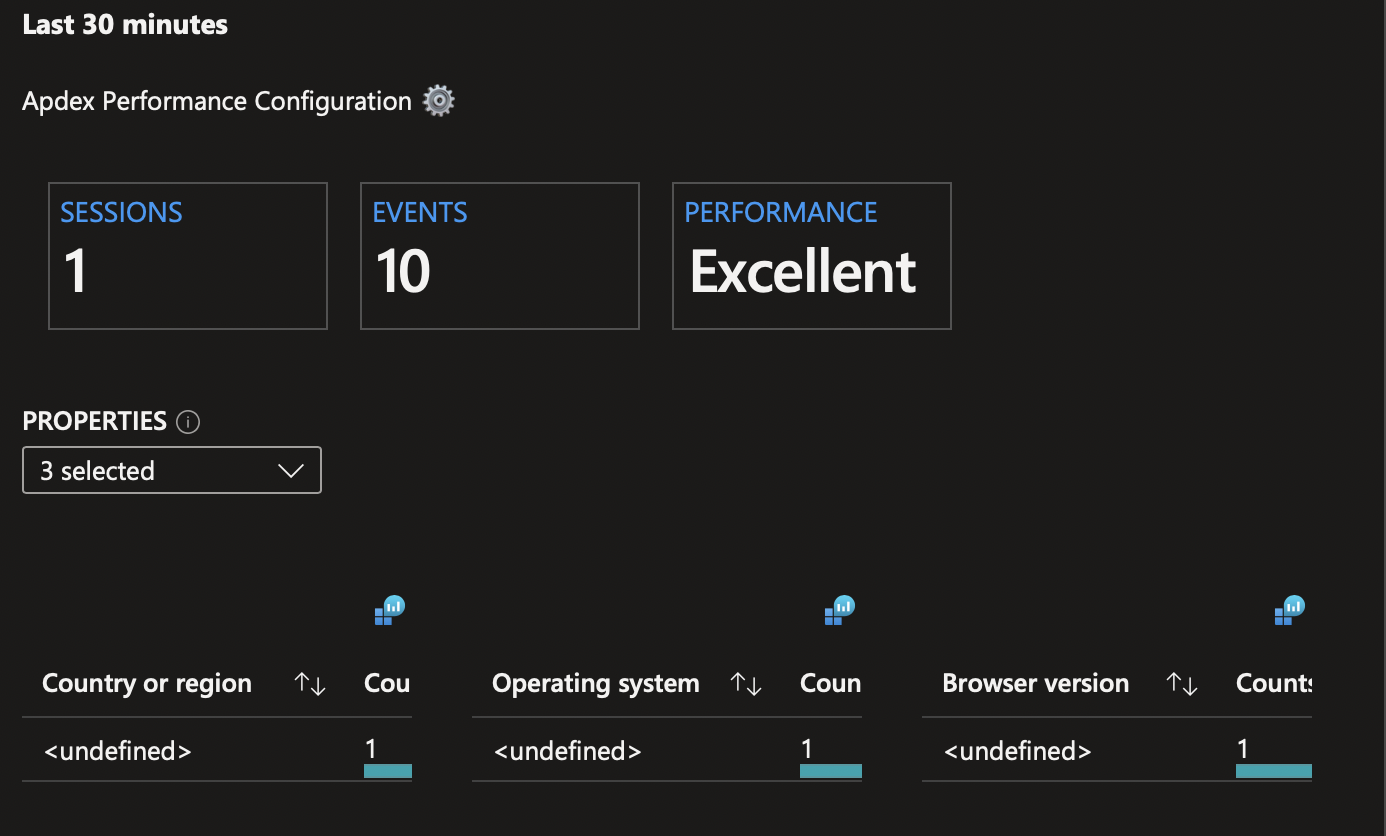 Last 30 minutes
Apdex Performance Configuration
SESSIONS
1
EVENTS
10
PERFORMANCE
Excellent
PROPERTIES
3 selected
Country or region Cou
<undefined> 1
Operating system Coun
<undefined> 1
Browser version Counts
<undefined> 1